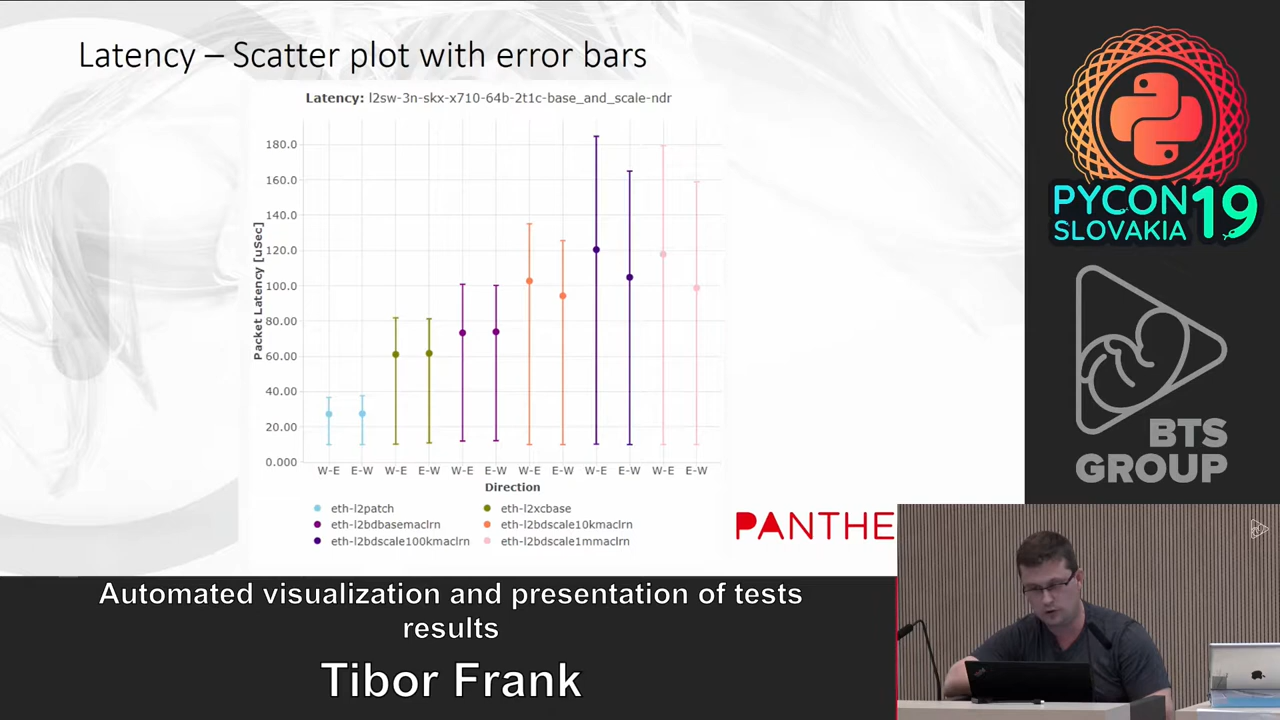 Latency – Scatter plot with error bars
Latency: l2sw-3n-skx-x710-64b-2t1c-base_and_scale-ndr
Packet Latency [uSec]
180.0
160.0
140.0
120.0
100.0
80.00
60.00
40.00
20.00
0.000
W-E E-W W-E E-W W-E E-W W-E E-W W-E E-W W-E E-W
Direction
eth-l2patch
eth-l2xcbase
eth-l2bdbasemaclrn
eth-l2bdscale10kmaclrn
eth-l2bdscale100kmaclrn
eth-l2bdscale1mmaclrn
PANTHE
PYCON 19
SLOVAKIA
BTS
GROUP
Automated visualization and presentation of tests
results
Tibor Frank